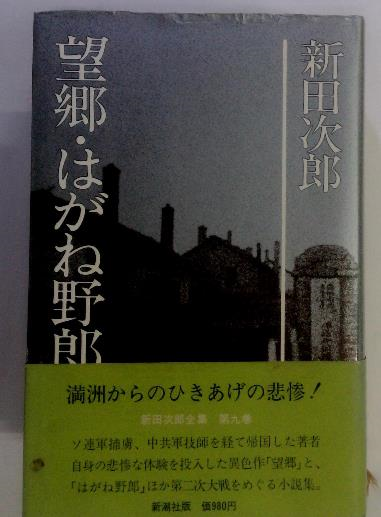 新田次郎
望郷・はがね野郎
満洲からのひきあげの悲惨！
新田次郎全集 第九巻
ソ連軍捕虜、中共軍技師を経て帰国した著者
自身の悲惨な体験を投入した異色作「望郷」と、
「はがね野郎」ほか第二次大戦をめぐる小説集。
新潮社版 価980円